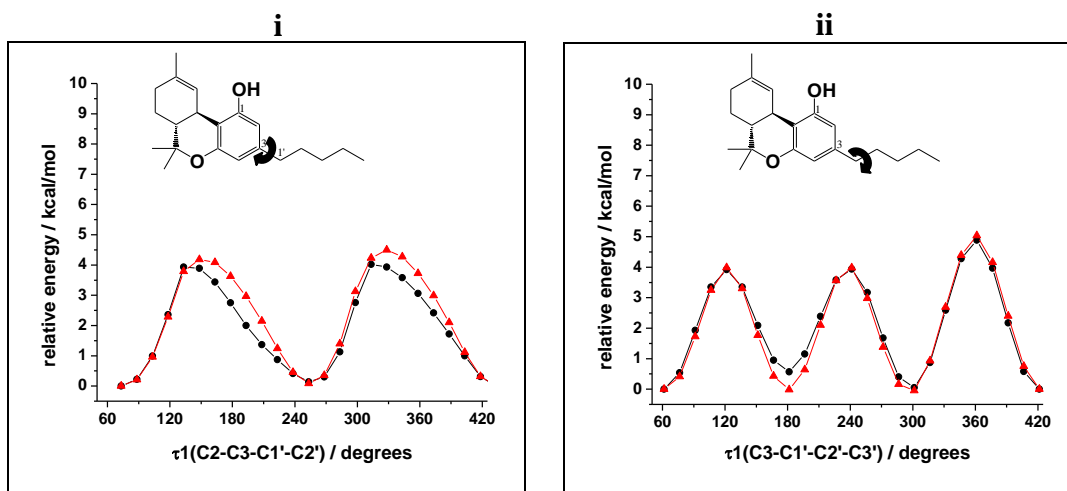 i
relative energy / kcal/mol
10
9
8
7
6
5
4
3
2
1
0
OH
1
3
1'
O
60 120 180 240 300 360 420
τ1(C2-C3-C1'-C2') / degrees
ii
relative energy / kcal/mol
10
9
8
7
6
5
4
3
2
1
0
OH
1
3
O
60 120 180 240 300 360 420
τ1(C3-C1'-C2'-C3') / degrees